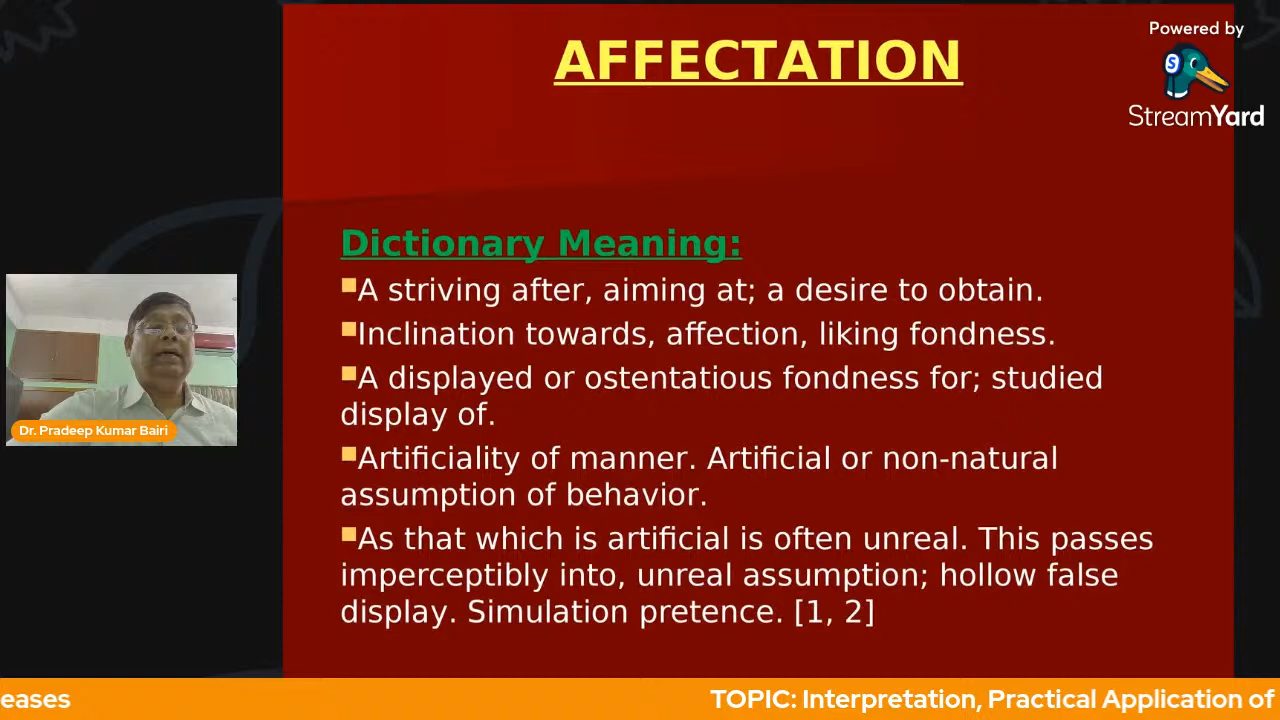 AFFECTATION
Powered by
StreamYard
Dictionary Meaning:
A striving after, aiming at; a desire to obtain.
Inclination towards, affection, liking fondness.
A displayed or ostentatious fondness for; studied
display of.
Artificiality of manner. Artificial or non-natural
assumption of behavior.
As that which is artificial is often unreal. This passes
imperceptibly into, unreal assumption; hollow false
display. Simulation pretence. [1, 2]
Dr. Pradeep Kumar Bairi
eases
TOPIC: Interpretation, Practical Application of